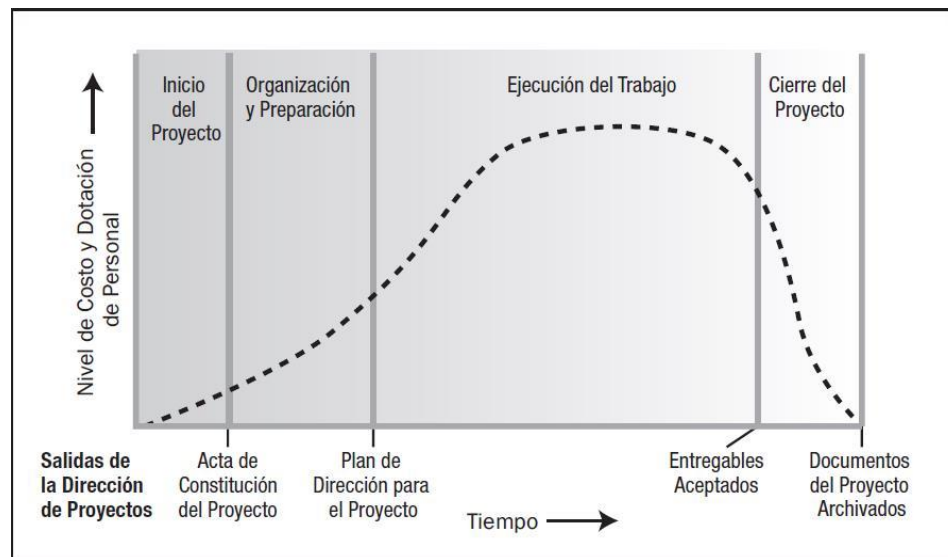 Inicio
del
Proyecto
Organización
y Preparación
Ejecución del Trabajo
Cierre del
Proyecto
Nivel de Costo y Dotación
de Personal
Salidas de
la Dirección
de Proyectos
Acta de
Constitución
del Proyecto
Plan de
Dirección para
el Proyecto
Tiempo
Entregables
Aceptados
Documentos
del Proyecto
Archivados